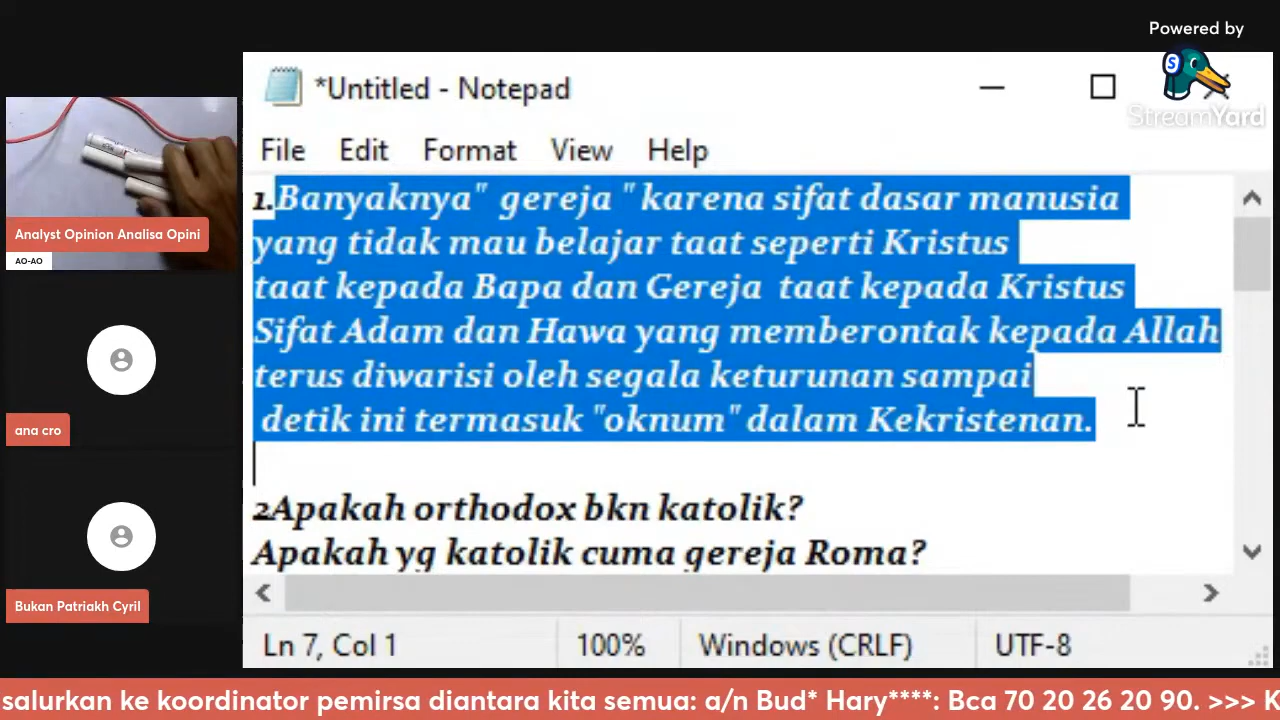 Powered by
StreamYard
*Untitled - Notepad
File Edit Format View Help
1.Banyaknya" gereja " karena sifat dasar manusia
yang tidak mau belajar taat seperti Kristus
taat kepada Bapa dan Gereja taat kepada Kristus
Sifat Adam dan Hawa yang memberontak kepada Allah
terus diwarisi oleh segala keturunan sampai
detik ini termasuk "oknum" dalam Kekristenan.
2Apakah orthodox bkn katolik?
Apakah yg katolik cuma gereja Roma?
Ln 7, Col 1 100% Windows (CRLF) UTF-8
Analyst Opinion Analisa Opini
AO-AO
ana cro
Bukan Patriakh Cyril
salurkan ke koordinator pemirsa diantara kita semua: a/n Bud* Hary****: Bca 70 20 26 20 90. >>> K